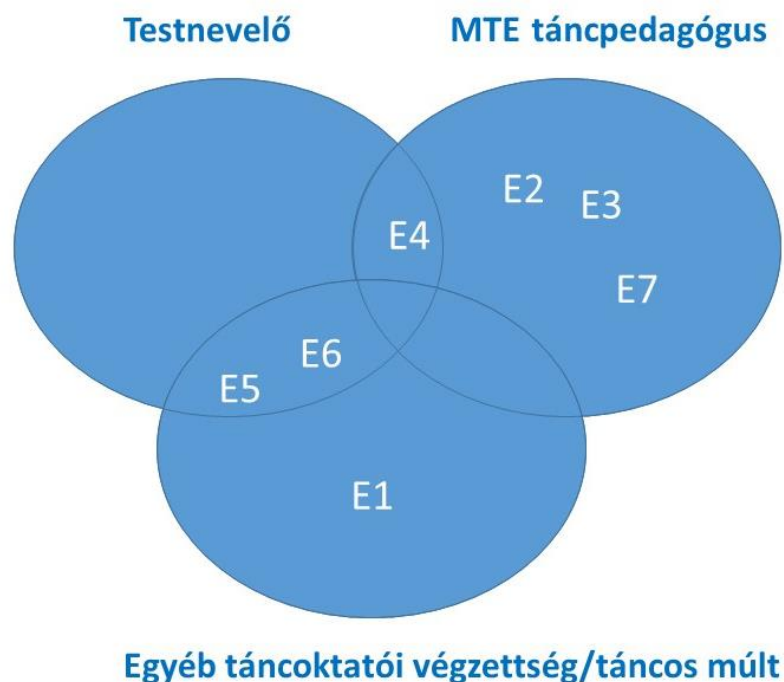 Testnevelő
MTE táncpedagógus
E2
E3
E4
E7
E6
E5
E1
Egyéb táncoktatói végzettség/táncos múlt